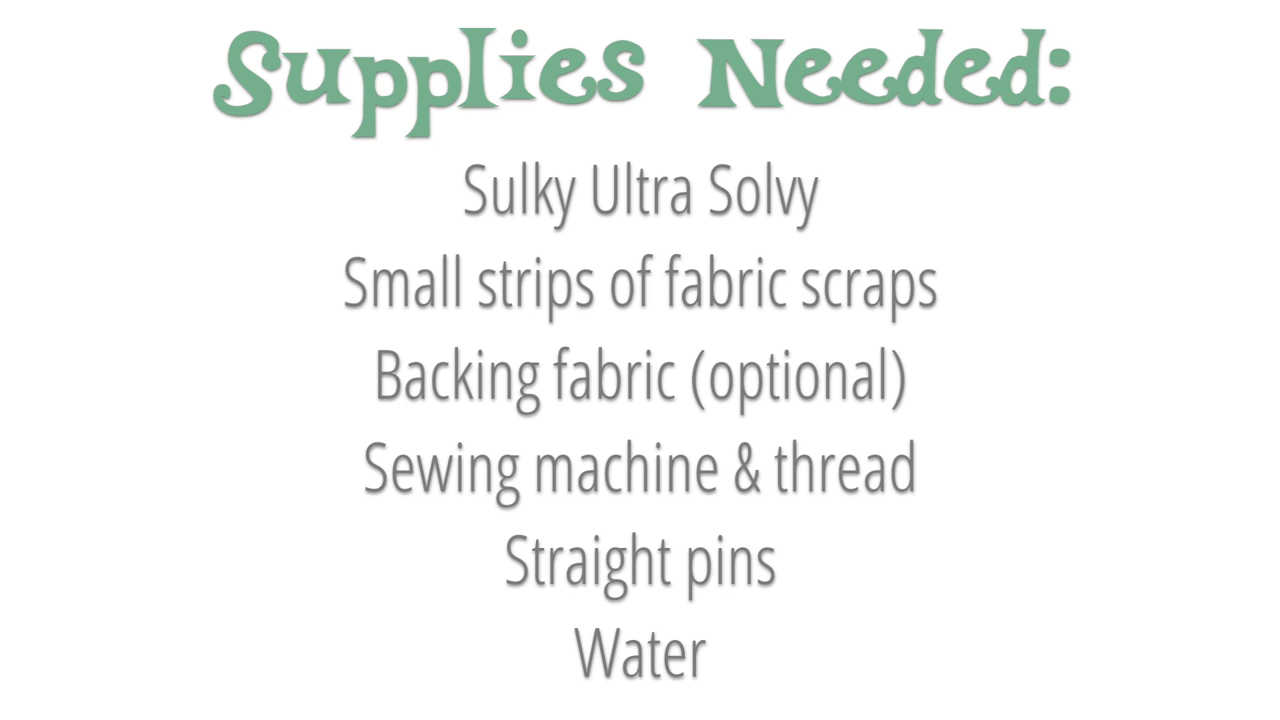 Supplies Needed:
Sulky Ultra Solvy
Small strips of fabric scraps
Backing fabric (optional)
Sewing machine & thread
Straight pins
Water